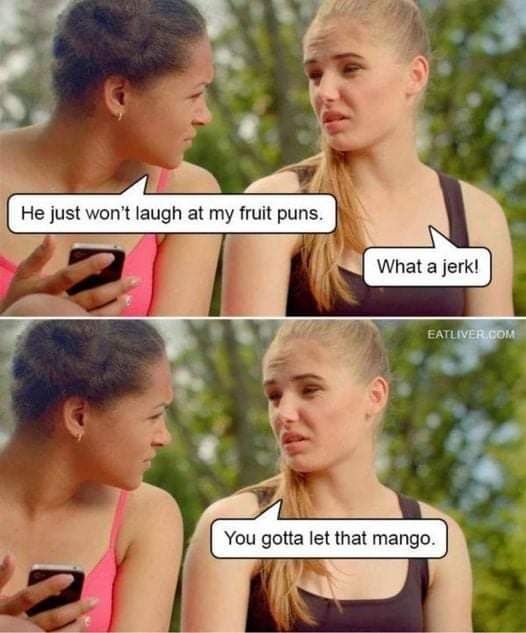 He just won't laugh at my fruit puns.
What a jerk!
EATLIVER.COM
You gotta let that mango.